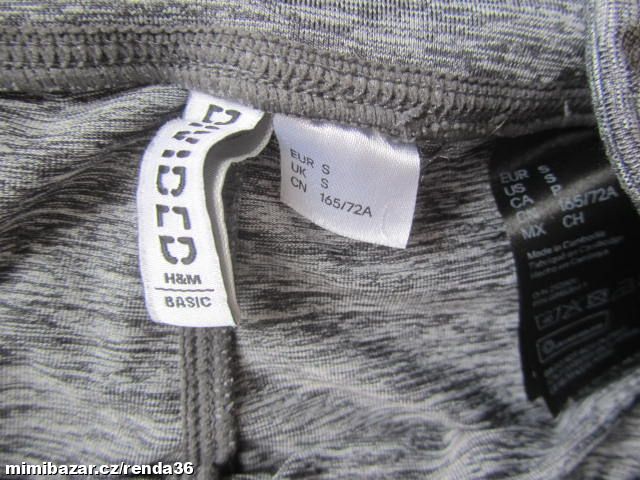 DIVIDED
H&M
BASIC
EUR S
UK S
CN 165/72A
EUR S
US S
CA P
CN 165/72A
MX CH
Made in Cambodia
mimibazar.cz/renda36